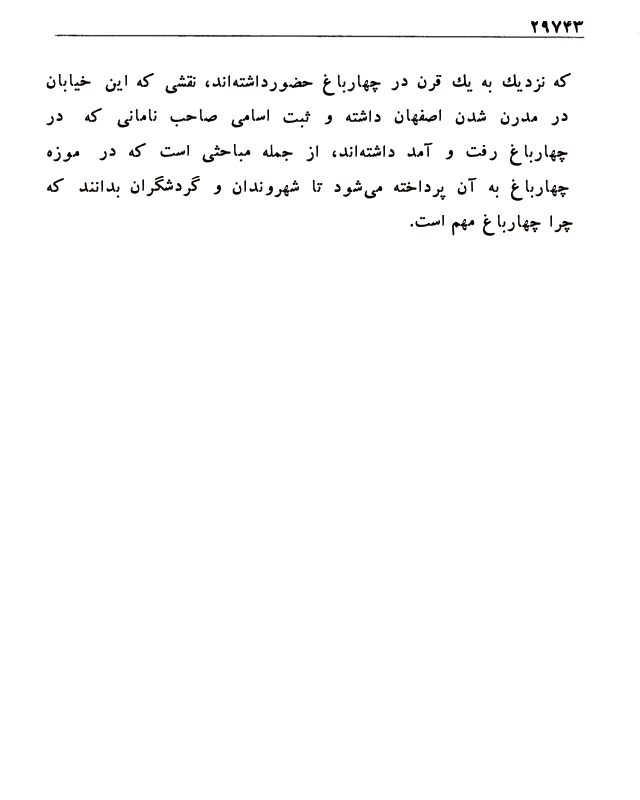 ۲۹۷۴۳
که نزدیك به یك قرن در چهارباغ حضورداشته‌اند، نقشی که این خیابان
در مدرن شدن اصفهان داشته و ثبت اسامی صاحب نامانی که در
چهارباغ رفت و آمد داشته‌اند، از جمله مباحثی است که در موزه
چهارباغ به آن پرداخته می‌شود تا شهروندان و گردشگران بدانند که
چرا چهارباغ مهم است.